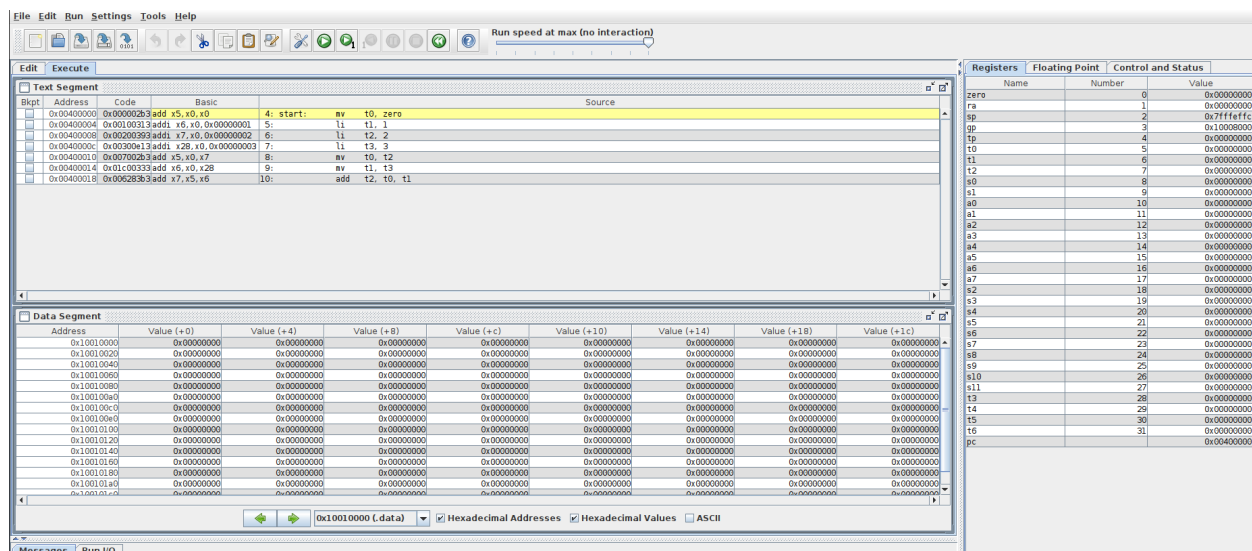 File Edit Run Settings Tools Help
Run speed at max (no interaction)
Edit Execute
Text Segment
Bkpt Address Code Basic Source
0x00400000 0x000002b3 add x5,x0,x0 4: start: mv t0, zero
0x00400004 0x00100313 addi x6,x0,0x00000001 5: li t1, 1
0x00400008 0x00200393 addi x7,x0,0x00000002 6: li t2, 2
0x0040000c 0x00300e13 addi x28,x0,0x00000003 7: li t3, 3
0x00400010 0x007002b3 add x5,x0,x7 8: mv t0, t2
0x00400014 0x01c00333 add x6,x0,x28 9: mv t1, t3
0x00400018 0x006283b3 add x7,x5,x6 10: add t2, t0, t1
Data Segment
Address Value (+0) Value (+4) Value (+8) Value (+c) Value (+10) Value (+14) Value (+18) Value (+1c)
0x10010000 0x00000000 0x00000000 0x00000000 0x00000000 0x00000000 0x00000000 0x00000000 0x00000000
0x10010020 0x00000000 0x00000000 0x00000000 0x00000000 0x00000000 0x00000000 0x00000000 0x00000000
0x10010040 0x00000000 0x00000000 0x00000000 0x00000000 0x00000000 0x00000000 0x00000000 0x00000000
0x10010060 0x00000000 0x00000000 0x00000000 0x00000000 0x00000000 0x00000000 0x00000000 0x00000000
0x10010080 0x00000000 0x00000000 0x00000000 0x00000000 0x00000000 0x00000000 0x00000000 0x00000000
0x100100a0 0x00000000 0x00000000 0x00000000 0x00000000 0x00000000 0x00000000 0x00000000 0x00000000
0x100100c0 0x00000000 0x00000000 0x00000000 0x00000000 0x00000000 0x00000000 0x00000000 0x00000000
0x100100e0 0x00000000 0x00000000 0x00000000 0x00000000 0x00000000 0x00000000 0x00000000 0x00000000
0x10010100 0x00000000 0x00000000 0x00000000 0x00000000 0x00000000 0x00000000 0x00000000 0x00000000
0x10010120 0x00000000 0x00000000 0x00000000 0x00000000 0x00000000 0x00000000 0x00000000 0x00000000
0x10010140 0x00000000 0x00000000 0x00000000 0x00000000 0x00000000 0x00000000 0x00000000 0x00000000
0x10010160 0x00000000 0x00000000 0x00000000 0x00000000 0x00000000 0x00000000 0x00000000 0x00000000
0x10010180 0x00000000 0x00000000 0x00000000 0x00000000 0x00000000 0x00000000 0x00000000 0x00000000
0x100101a0 0x00000000 0x00000000 0x00000000 0x00000000 0x00000000 0x00000000 0x00000000 0x00000000
0x100101c0 0x00000000 0x00000000 0x00000000 0x00000000 0x00000000 0x00000000 0x00000000 0x00000000
0x10010000 (.data) Hexadecimal Addresses Hexadecimal Values ASCII
Messages Run I/O
Registers Floating Point Control and Status
Name Number Value
zero 0 0x00000000
ra 1 0x00000000
sp 2 0x7fffeffc
gp 3 0x10008000
tp 4 0x00000000
t0 5 0x00000000
t1 6 0x00000000
t2 7 0x00000000
s0 8 0x00000000
s1 9 0x00000000
a0 10 0x00000000
a1 11 0x00000000
a2 12 0x00000000
a3 13 0x00000000
a4 14 0x00000000
a5 15 0x00000000
a6 16 0x00000000
a7 17 0x00000000
s2 18 0x00000000
s3 19 0x00000000
s4 20 0x00000000
s5 21 0x00000000
s6 22 0x00000000
s7 23 0x00000000
s8 24 0x00000000
s9 25 0x00000000
s10 26 0x00000000
s11 27 0x00000000
t3 28 0x00000000
t4 29 0x00000000
t5 30 0x00000000
t6 31 0x00000000
pc 0x00400000